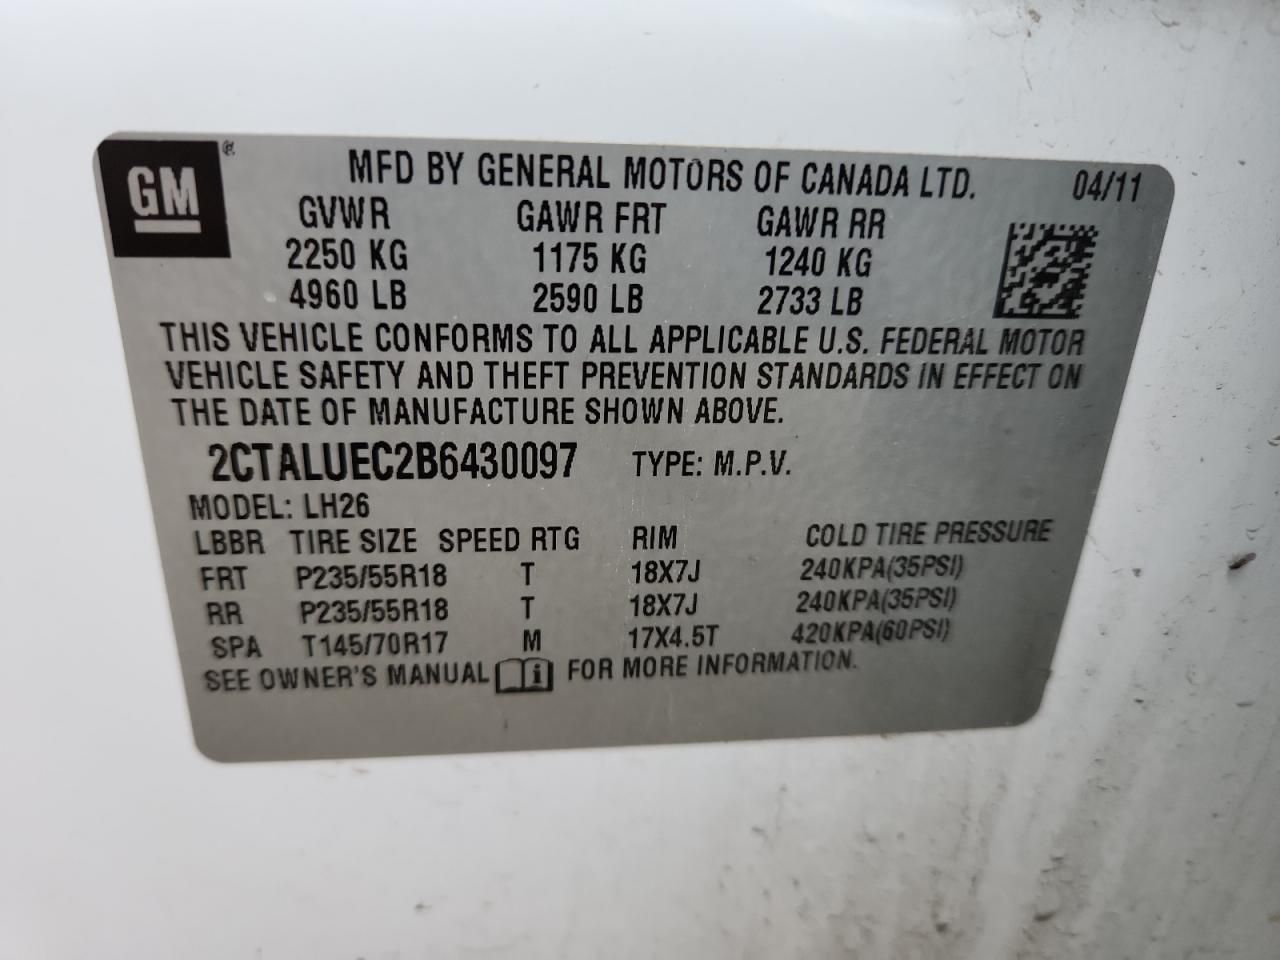 GM ® MFD BY GENERAL MOTORS OF CANADA LTD. 04/11
GVWR GAWR FRT GAWR RR
2250 KG 1175 KG 1240 KG
4960 LB 2590 LB 2733 LB
THIS VEHICLE CONFORMS TO ALL APPLICABLE U.S. FEDERAL MOTOR
VEHICLE SAFETY AND THEFT PREVENTION STANDARDS IN EFFECT ON
THE DATE OF MANUFACTURE SHOWN ABOVE.
2CTALUEC2B6430097 TYPE: M.P.V.
MODEL: LH26
LBBR TIRE SIZE SPEED RTG RIM COLD TIRE PRESSURE
FRT P235/55R18 T 18X7J 240KPA(35PSI)
RR P235/55R18 T 18X7J 240KPA(35PSI)
SPA T145/70R17 M 17X4.5T 420KPA(60PSI)
SEE OWNER'S MANUAL i FOR MORE INFORMATION.